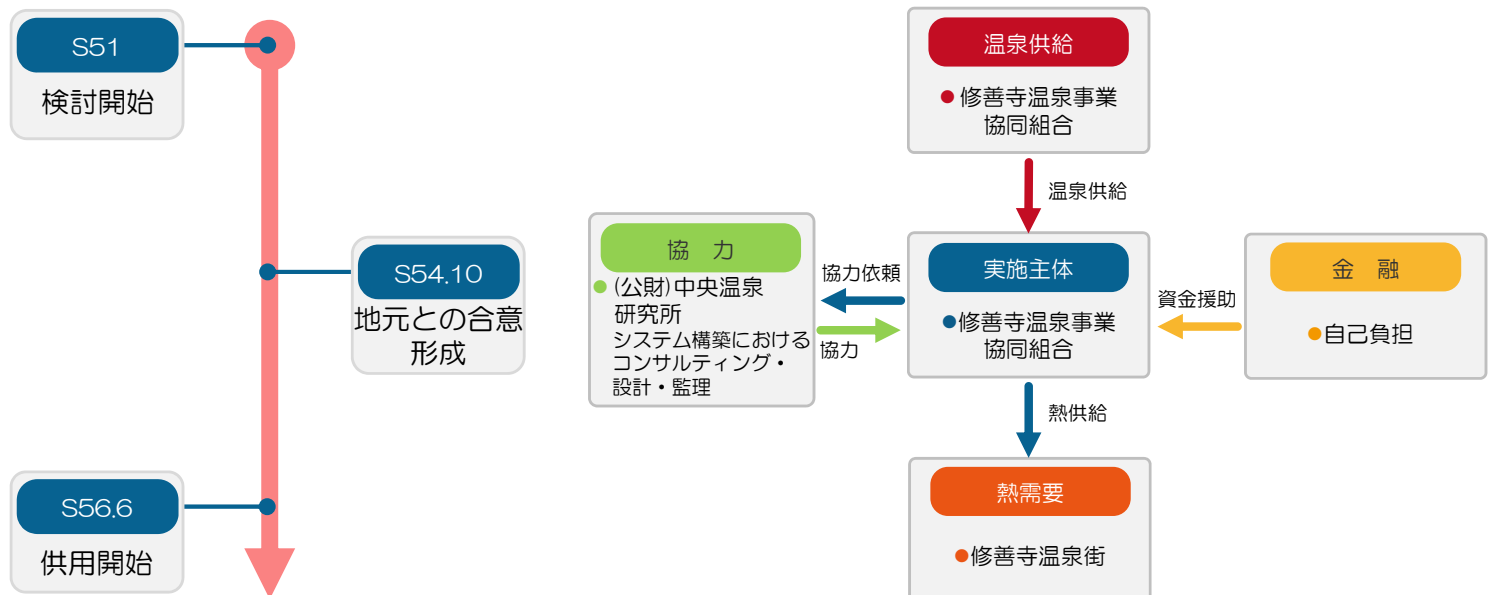 S51
検討開始
S54.10
地元との合意
形成
S56.6
供用開始
温泉供給
●修善寺温泉事業
協同組合
温泉供給
協　力
●(公財)中央温泉
研究所
システム構築における
コンサルティング・
設計・監理
協力依頼
協力
実施主体
●修善寺温泉事業
協同組合
資金援助
金　融
●自己負担
熱供給
熱需要
●修善寺温泉街